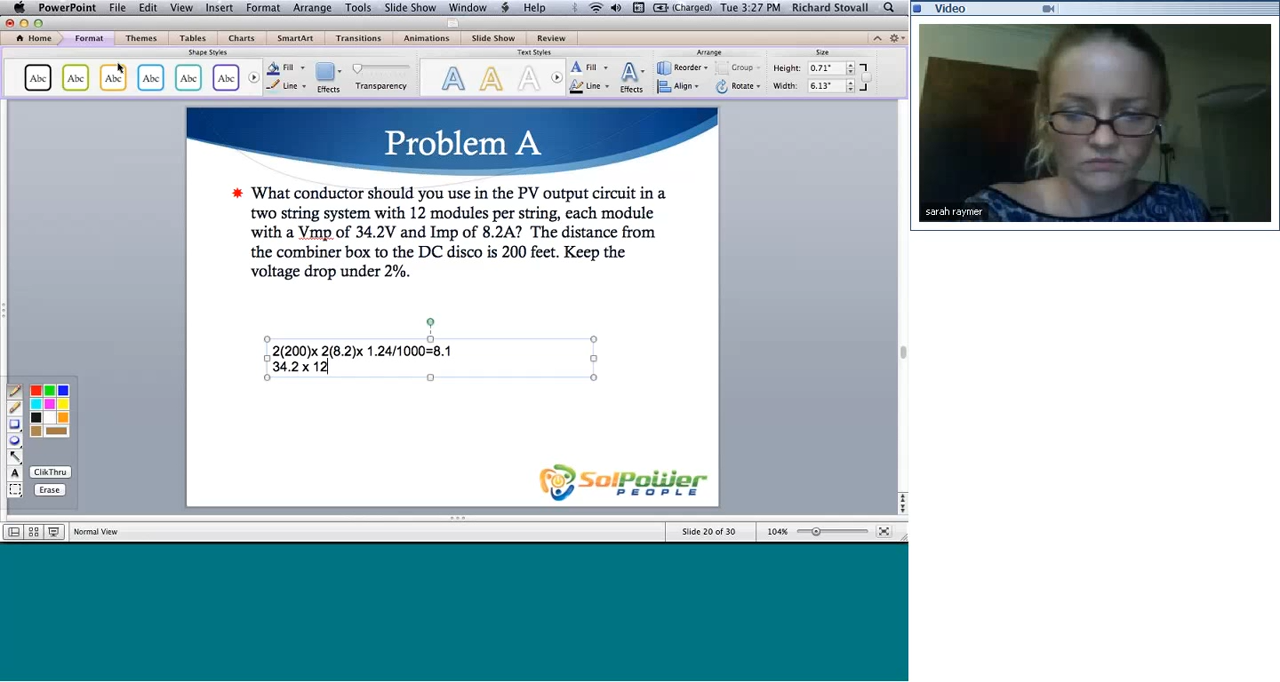 PowerPoint File Edit View Insert Format Arrange Tools Slide Show Window Help (Charged) Tue 3:27 PM Richard Stovall
Video
Home Format Themes Tables Charts SmartArt Transitions Animations Slide Show Review
Shape Styles Text Styles Arrange Size
Abc Abc Abc Abc Abc Abc Fill A A A A Fill A Reorder Group Height: 0.71"
Line Effects Transparency Line Effects Align Rotate Width: 6.13"
Problem A
What conductor should you use in the PV output circuit in a
two string system with 12 modules per string, each module
with a Vmp of 34.2V and Imp of 8.2A? The distance from
the combiner box to the DC disco is 200 feet. Keep the
voltage drop under 2%.
sarah raymer
2(200)x 2(8.2)x 1.24/1000=8.1
34.2 x 12
ClikThru
A
Erase
SolPower
PEOPLE
Normal View Slide 20 of 30 104%